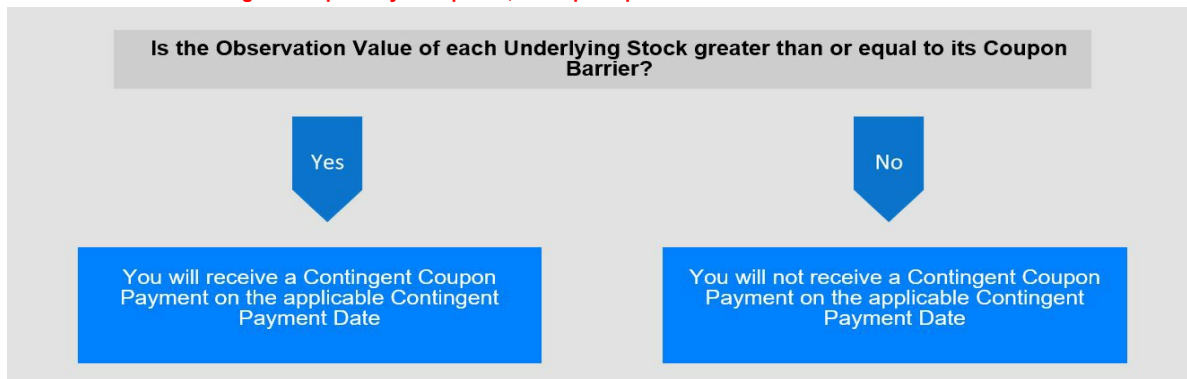 Is the Observation Value of each Underlying Stock greater than or equal to its Coupon
Barrier?
Yes
No
You will receive a Contingent Coupon
Payment on the applicable Contingent
Payment Date
You will not receive a Contingent Coupon
Payment on the applicable Contingent
Payment Date